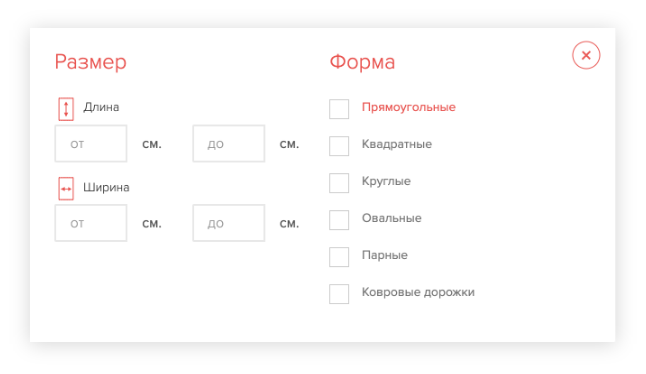 Размер
Длина
от см. до см.
Ширина
от см. до см.
Форма
Прямоугольные
Квадратные
Круглые
Овальные
Парные
Ковровые дорожки